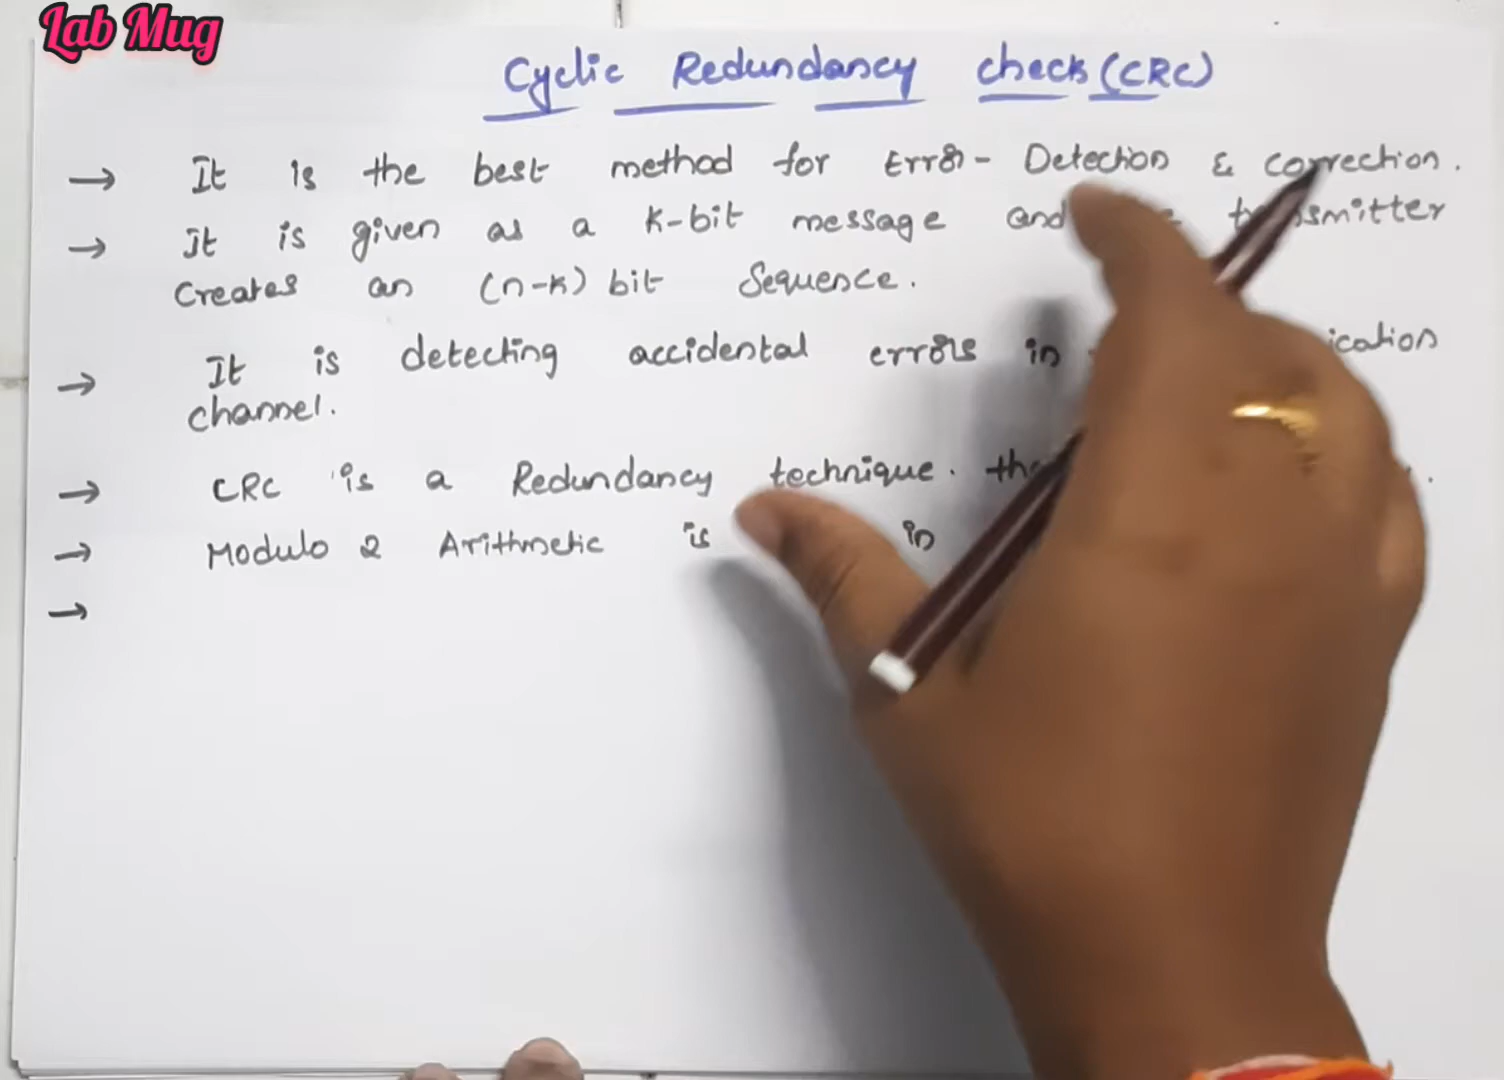 Lab Mug
Cyclic Redundancy check (CRC)
→ It is the best method for Error- Detection & correction.
→ It is given as a K-bit message and transmitter
creates an (n-k) bit Sequence.
→ It is detecting accidental errors in
channel.
→ CRC is a Redundancy technique.
→ Modulo 2 Arithmetic is in
→